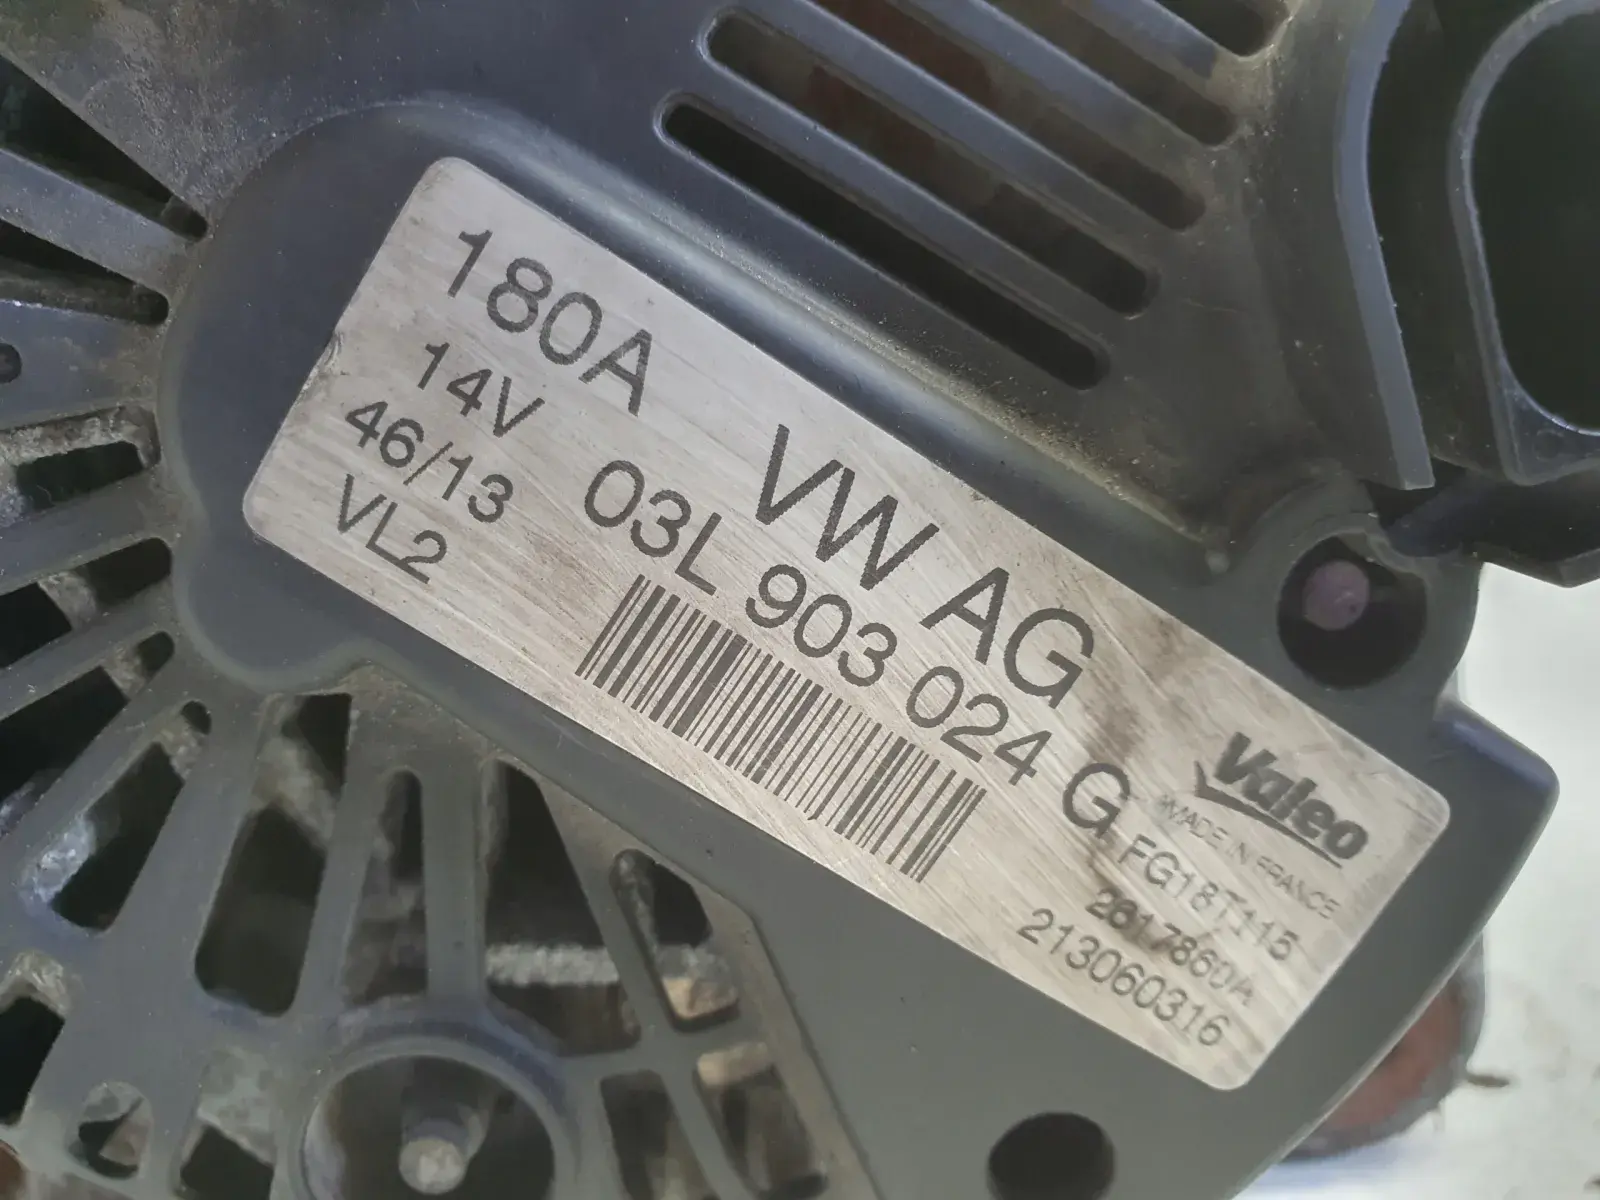 180A
14V
46/13
VL2
VW AG
03L 903 024 G
Valeo
MADE IN FRANCE
FG18T115
2617860A
213060316